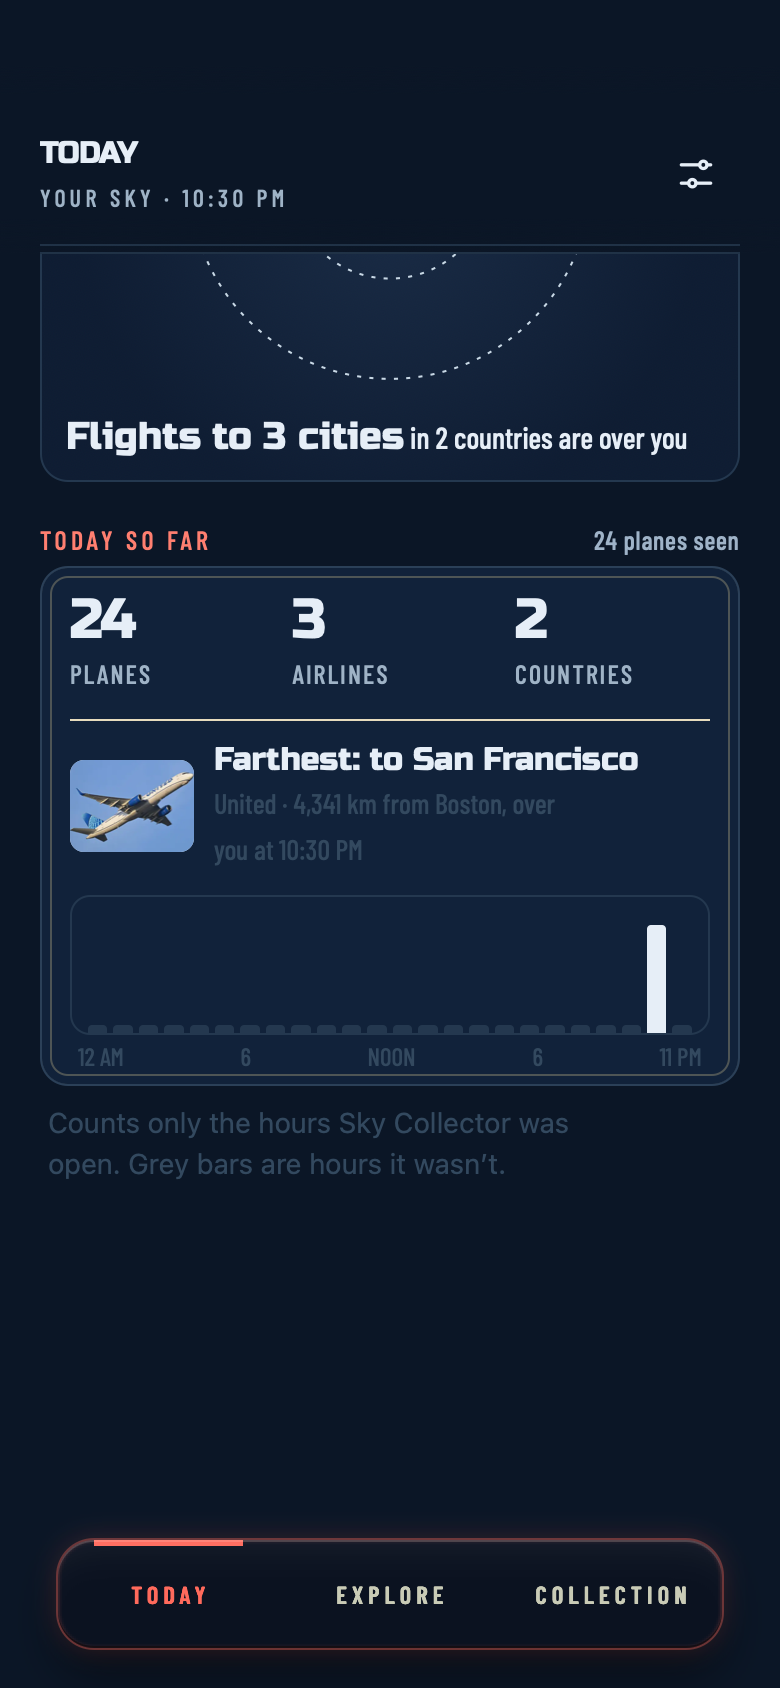 TODAY
YOUR SKY · 10:30 PM
Flights to 3 cities in 2 countries are over you
TODAY SO FAR
24 planes seen
24
3
2
PLANES
AIRLINES
COUNTRIES
Farthest: to San Francisco
United · 4,341 km from Boston, over
you at 10:30 PM
12 AM
6
NOON
6
11 PM
Counts only the hours Sky Collector was
open. Grey bars are hours it wasn’t.
TODAY
EXPLORE
COLLECTION